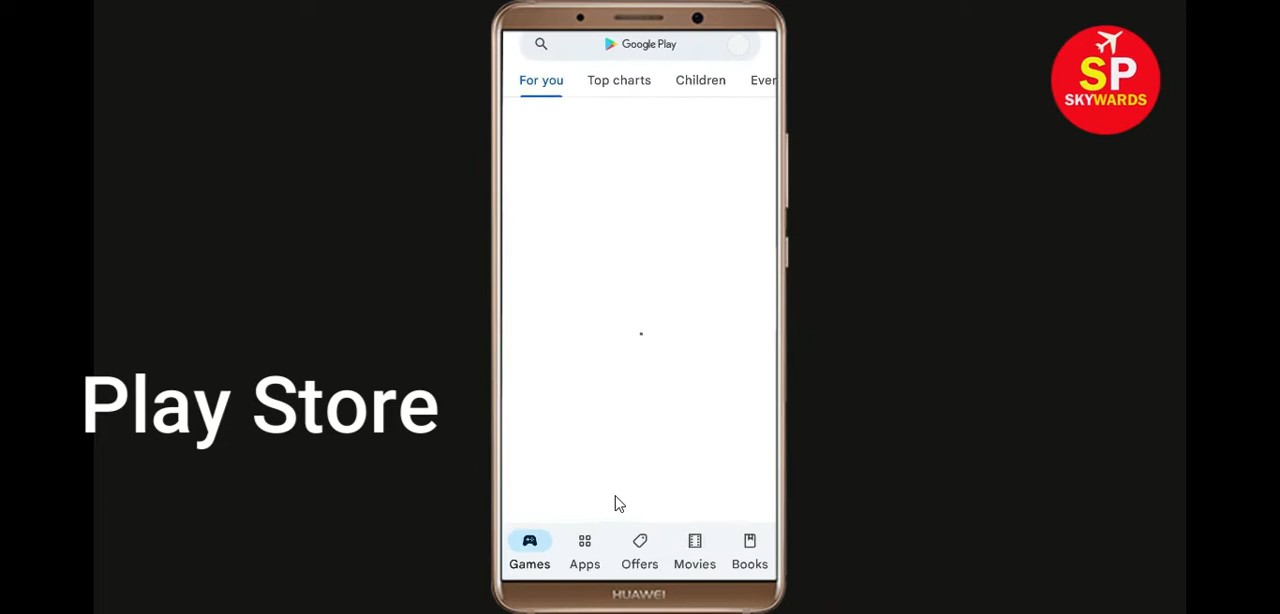 Google Play
For you Top charts Children Ever
SP
SKYWARDS
Play Store
Games Apps Offers Movies Books
HUAWEI